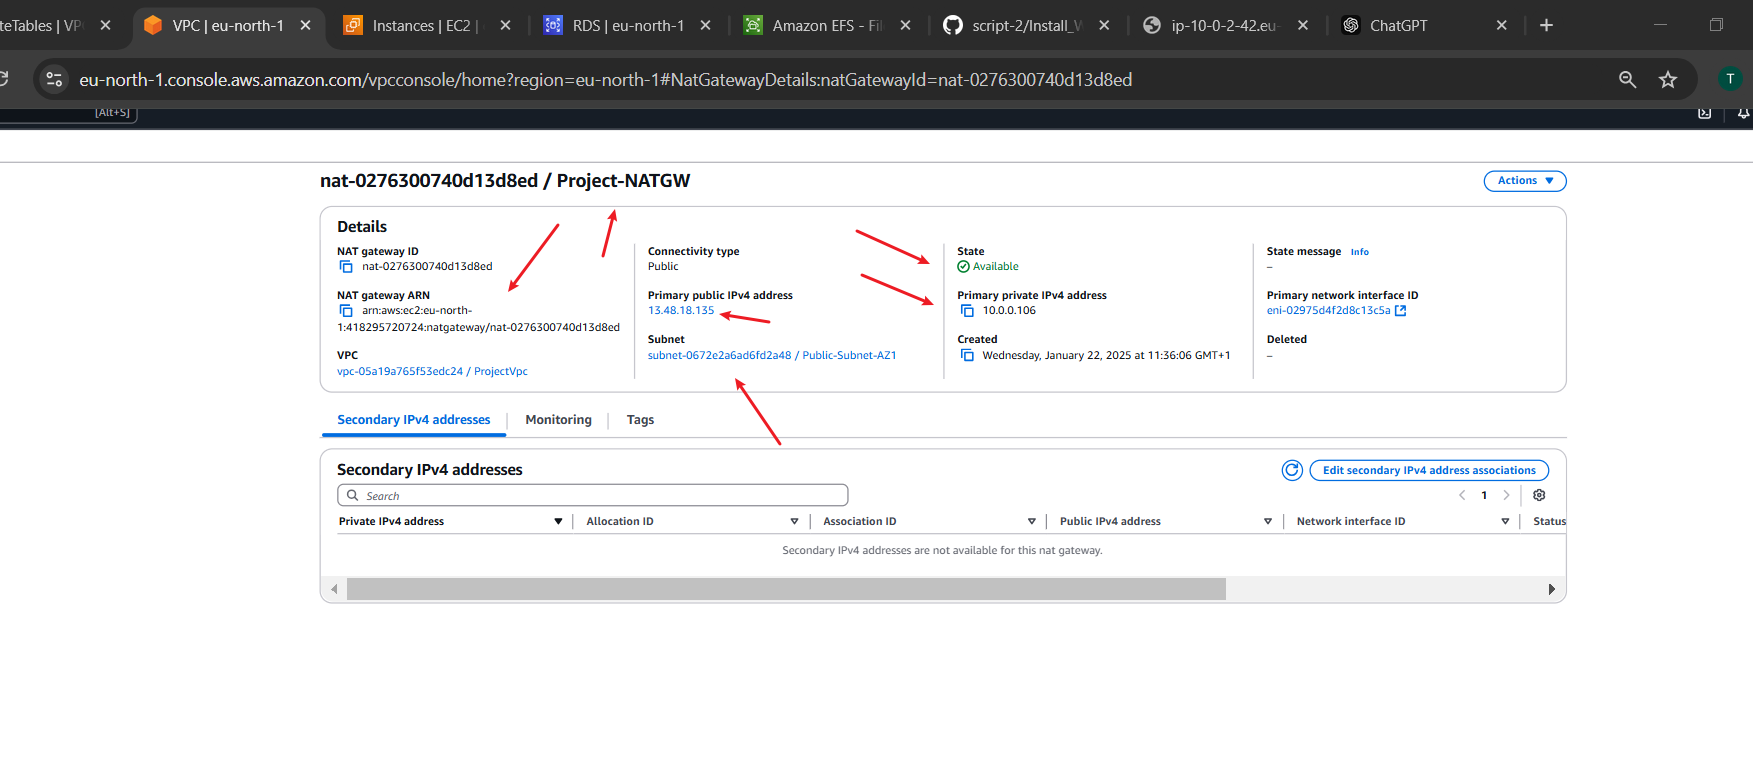 teTables | VP
VPC | eu-north-1
Instances | EC2 |
RDS | eu-north-1
Amazon EFS - Fil
script-2/Install_W
ip-10-0-2-42.eu-
ChatGPT
eu-north-1.console.aws.amazon.com/vpcconsole/home?region=eu-north-1#NatGatewayDetails:natGatewayId=nat-0276300740d13d8ed
T
[Alt+S]
nat-0276300740d13d8ed / Project-NATGW
Actions
Details
NAT gateway ID
nat-0276300740d13d8ed
NAT gateway ARN
arn:aws:ec2:eu-north-
1:418295720724:natgateway/nat-0276300740d13d8ed
VPC
vpc-05a19a765f53edc24 / ProjectVpc
Connectivity type
Public
Primary public IPv4 address
13.48.18.135
Subnet
subnet-0672e2a6ad6fd2a48 / Public-Subnet-AZ1
State
Available
Primary private IPv4 address
10.0.0.106
Created
Wednesday, January 22, 2025 at 11:36:06 GMT+1
State message Info
–
Primary network interface ID
eni-02975d4f2d8c13c5a
Deleted
–
Secondary IPv4 addresses
Monitoring
Tags
Secondary IPv4 addresses
Edit secondary IPv4 address associations
Search
1
Private IPv4 address
Allocation ID
Association ID
Public IPv4 address
Network interface ID
Status
Secondary IPv4 addresses are not available for this nat gateway.